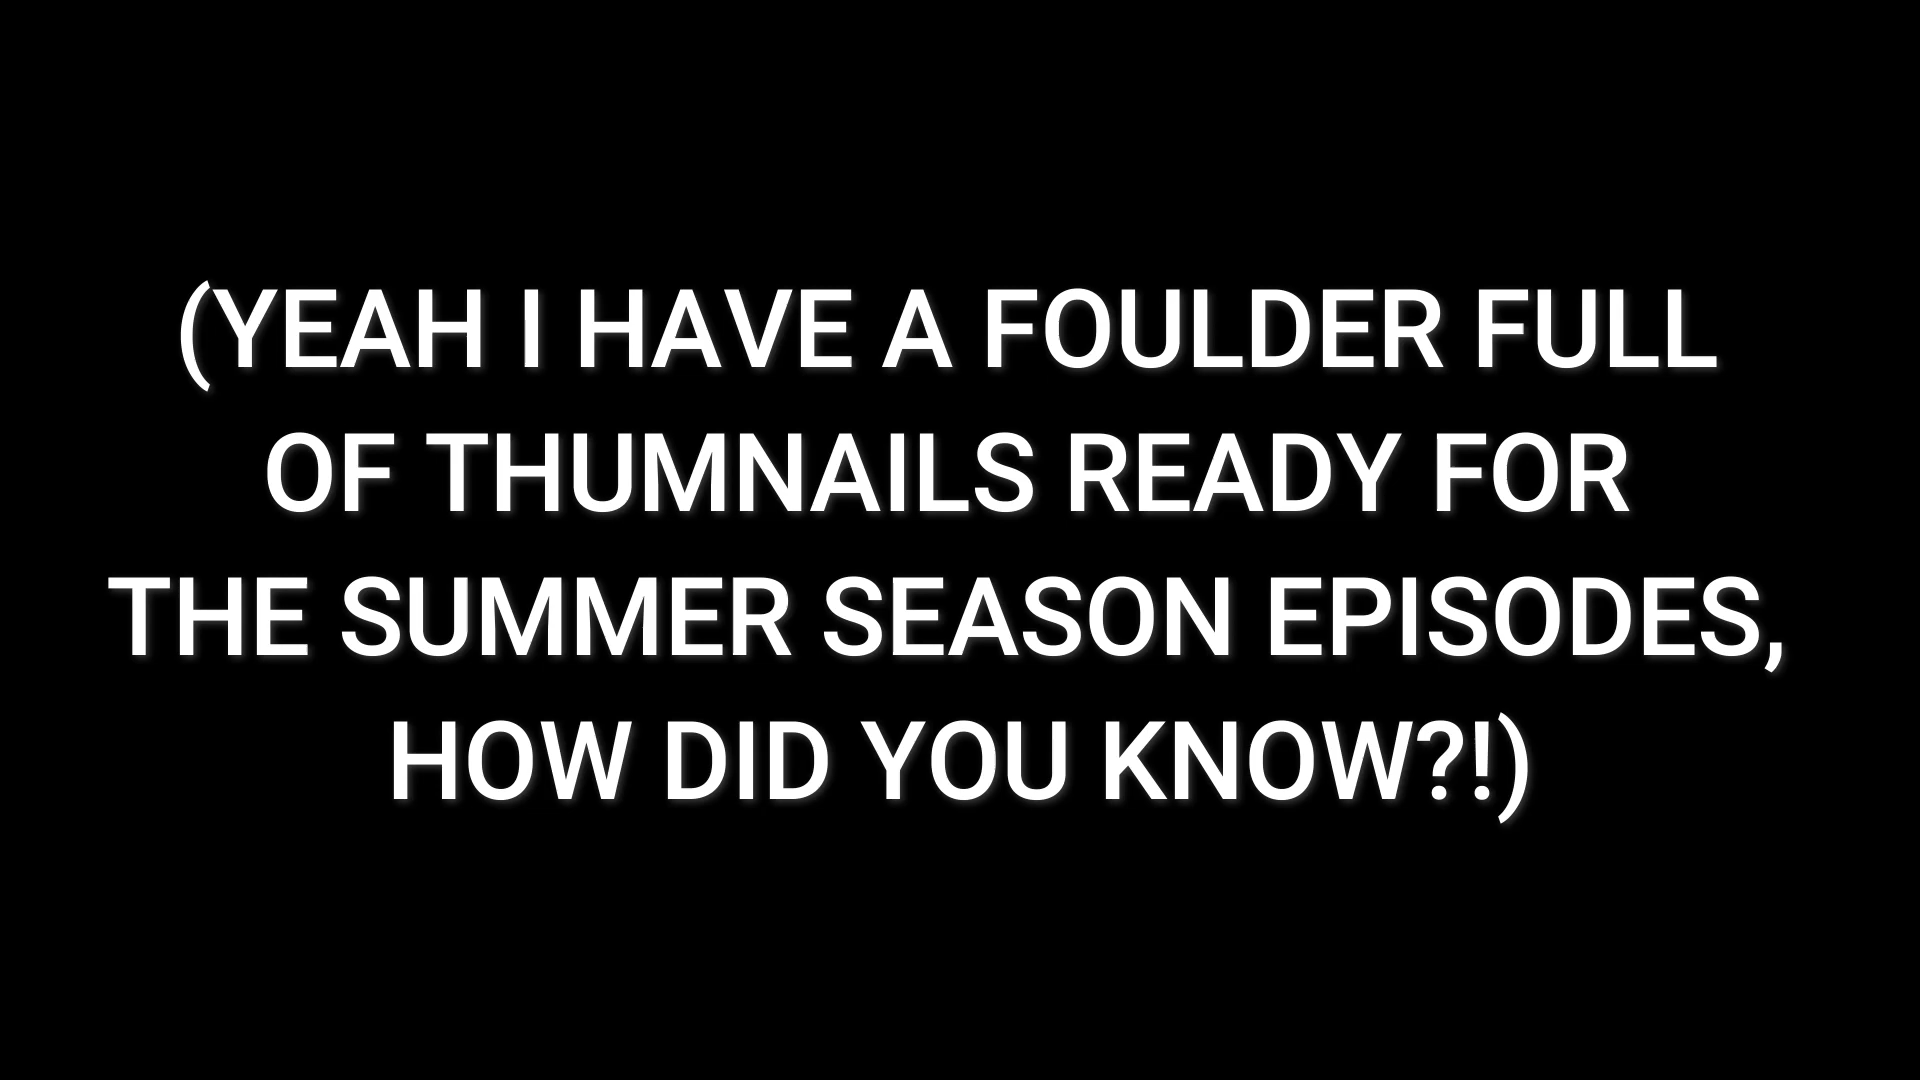 (YEAH I HAVE A FOULDER FULL
OF THUMNAILS READY FOR
THE SUMMER SEASON EPISODES,
HOW DID YOU KNOW?!)